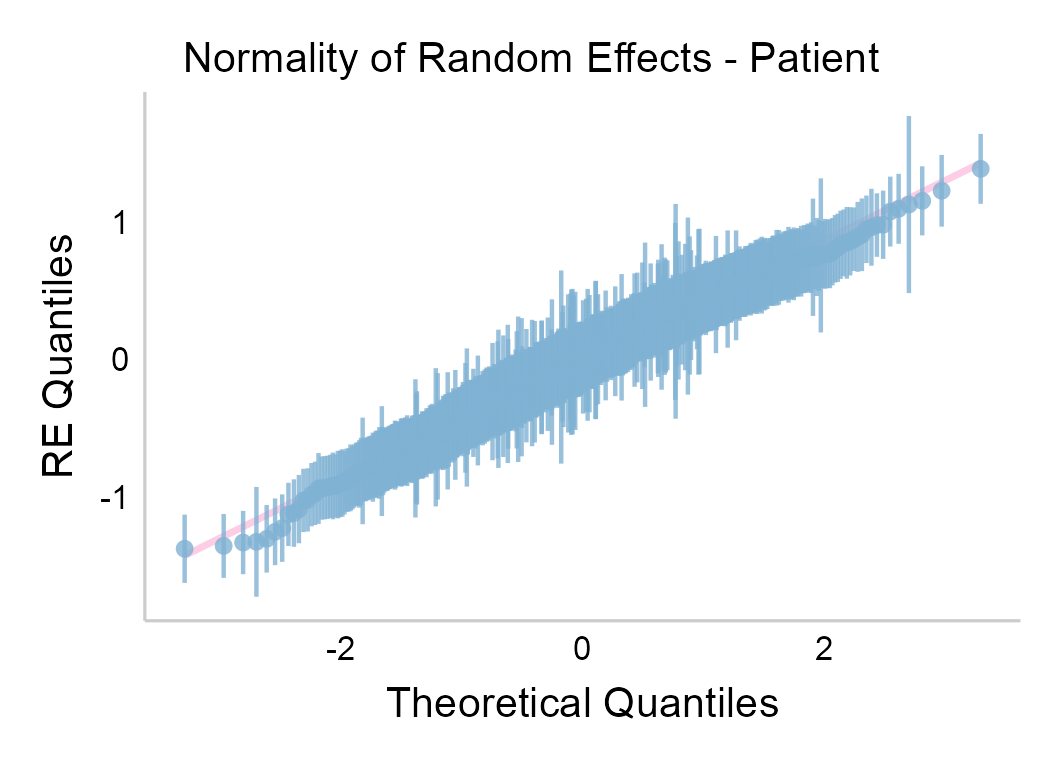 Normality of Random Effects - Patient
RE Quantiles
1
0
-1
-2 0 2
Theoretical Quantiles